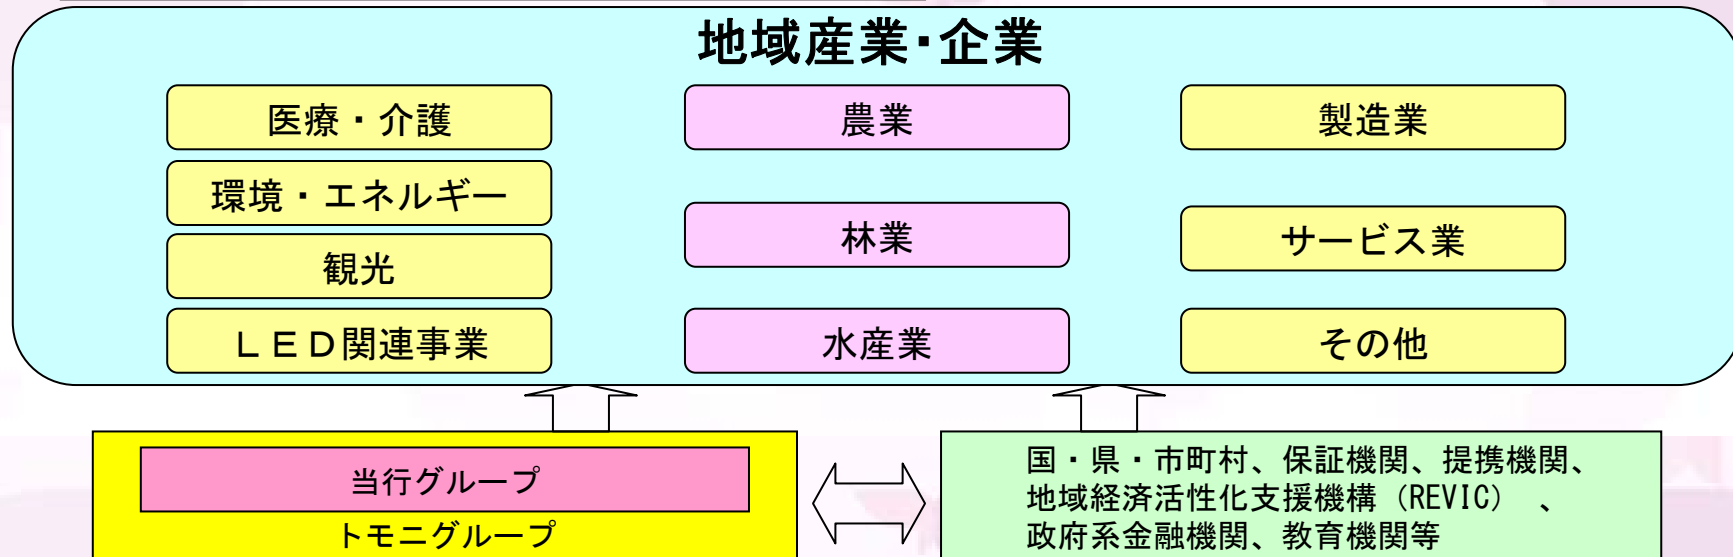 地域産業・企業
医療・介護
環境・エネルギー
観光
ＬＥＤ関連事業
農業
林業
水産業
製造業
サービス業
その他
当行グループ
トモニグループ
国・県・市町村、保証機関、提携機関、
地域経済活性化支援機構（REVIC）　、
政府系金融機関、教育機関等